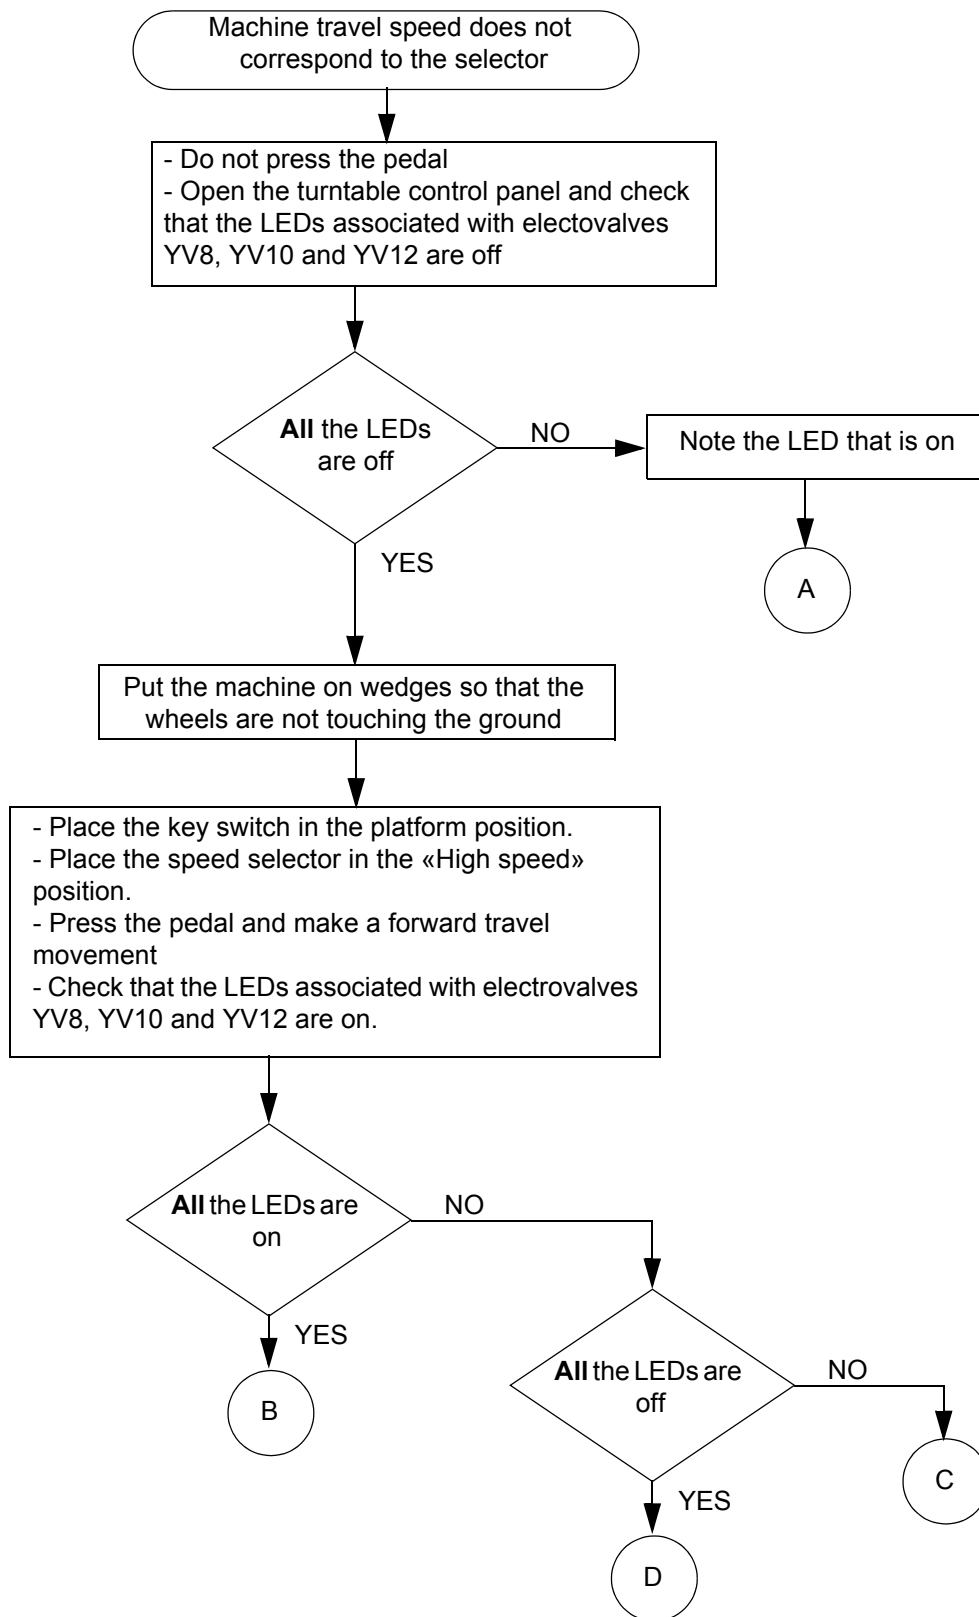 Machine travel speed does not
correspond to the selector
- Do not press the pedal
- Open the turntable control panel and check
that the LEDs associated with electovalves
YV8, YV10 and YV12 are off
All the LEDs
are off
NO
Note the LED that is on
YES
A
Put the machine on wedges so that the
wheels are not touching the ground
- Place the key switch in the platform position.
- Place the speed selector in the «High speed»
position.
- Press the pedal and make a forward travel
movement
- Check that the LEDs associated with electrovalves
YV8, YV10 and YV12 are on.
All the LEDs are
on
NO
YES
B
All the LEDs are
off
NO
C
YES
D